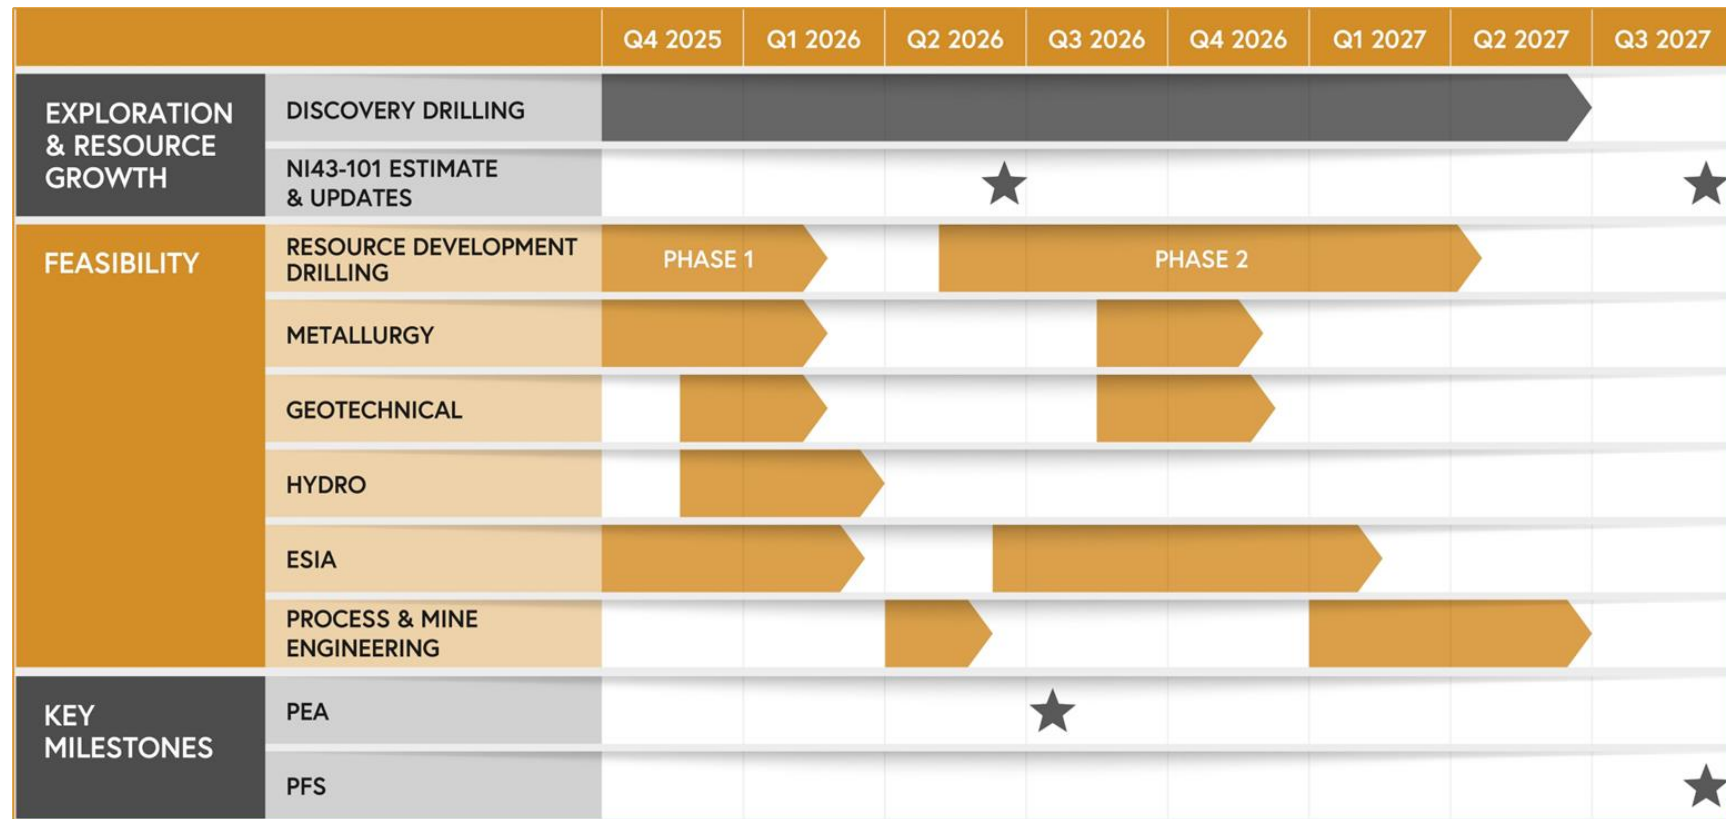 Q4 2025 Q1 2026 Q2 2026 Q3 2026 Q4 2026 Q1 2027 Q2 2027 Q3 2027
EXPLORATION
& RESOURCE
GROWTH
DISCOVERY DRILLING
NI43-101 ESTIMATE
& UPDATES
FEASIBILITY
RESOURCE DEVELOPMENT
DRILLING
PHASE 1
PHASE 2
METALLURGY
GEOTECHNICAL
HYDRO
ESIA
PROCESS & MINE
ENGINEERING
KEY
MILESTONES
PEA
PFS